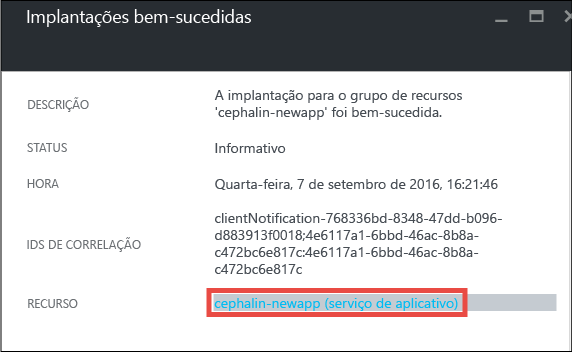 Implantações bem-sucedidas
DESCRIÇÃO
A implantação para o grupo de recursos
'cephalin-newapp' foi bem-sucedida.
STATUS
Informativo
HORA
Quarta-feira, 7 de setembro de 2016, 16:21:46
IDS DE CORRELAÇÃO
clientNotification-768336bd-8348-47dd-b096-
d883913f0018;4e6117a1-6bbd-46ac-8b8a-
c472bc6e817c:4e6117a1-6bbd-46ac-8b8a-
c472bc6e817c
RECURSO
cephalin-newapp (serviço de aplicativo)